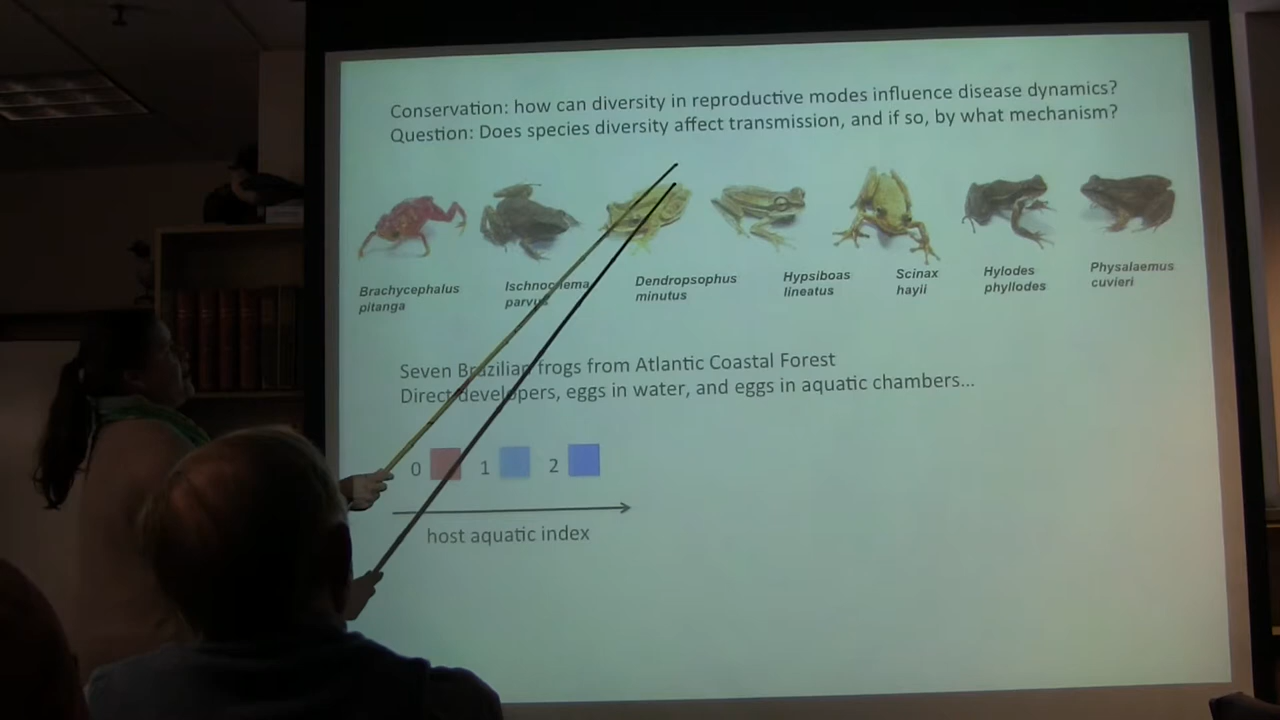 Conservation: how can diversity in reproductive modes influence disease dynamics?
Question: Does species diversity affect transmission, and if so, by what mechanism?
Brachycephalus pitanga
Ischnocnema parvus
Dendropsophus minutus
Hypsiboas lineatus
Scinax hayii
Hylodes phyllodes
Physalaemus cuvieri
Seven Brazilian frogs from Atlantic Coastal Forest
Direct developers, eggs in water, and eggs in aquatic chambers...
0 1 2
host aquatic index